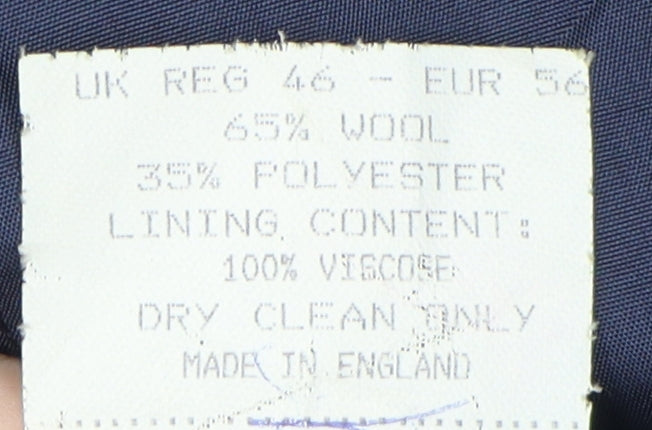 UK REG 46 - EUR 56
65% WOOL
35% POLYESTER
LINING CONTENT:
100% VISCOSE
DRY CLEAN ONLY
MADE IN ENGLAND